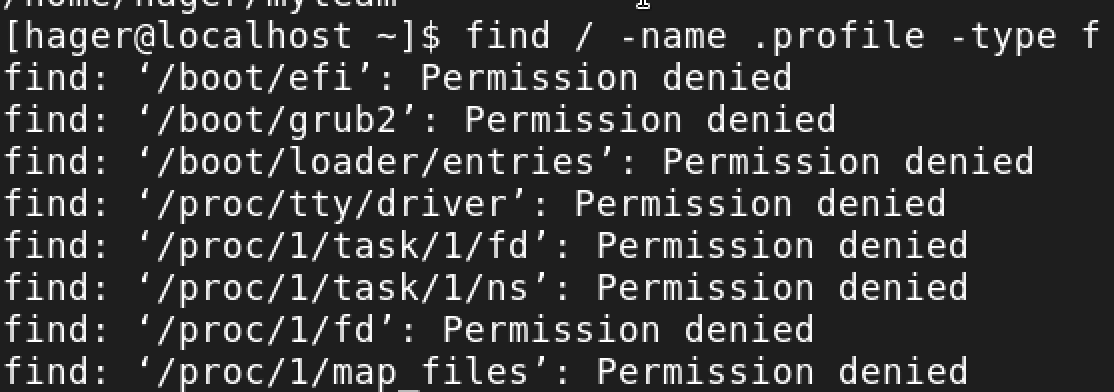 /home/hager/myteam
[hager@localhost ~]$ find / -name .profile -type f
find: ‘/boot/efi’: Permission denied
find: ‘/boot/grub2’: Permission denied
find: ‘/boot/loader/entries’: Permission denied
find: ‘/proc/tty/driver’: Permission denied
find: ‘/proc/1/task/1/fd’: Permission denied
find: ‘/proc/1/task/1/ns’: Permission denied
find: ‘/proc/1/fd’: Permission denied
find: ‘/proc/1/map_files’: Permission denied